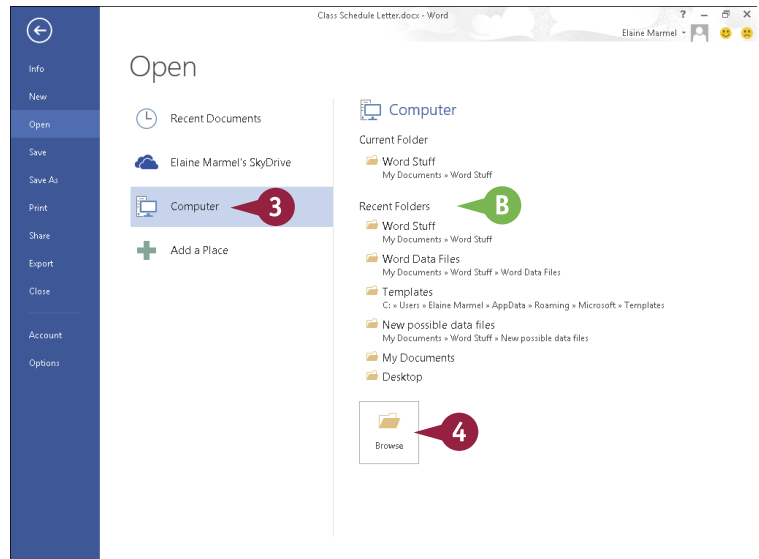 Class Schedule Letter.docx - Word
?
Elaine Marmel
Info
New
Open
Save
Save As
Print
Share
Export
Close
Account
Options
Open
Recent Documents
Elaine Marmel's SkyDrive
Computer
3
Add a Place
Computer
Current Folder
Word Stuff
My Documents » Word Stuff
Recent Folders
B
Word Stuff
My Documents » Word Stuff
Word Data Files
My Documents » Word Stuff » Word Data Files
Templates
C: » Users » Elaine Marmel » AppData » Roaming » Microsoft » Templates
New possible data files
My Documents » Word Stuff » New possible data files
My Documents
Desktop
Browse
4